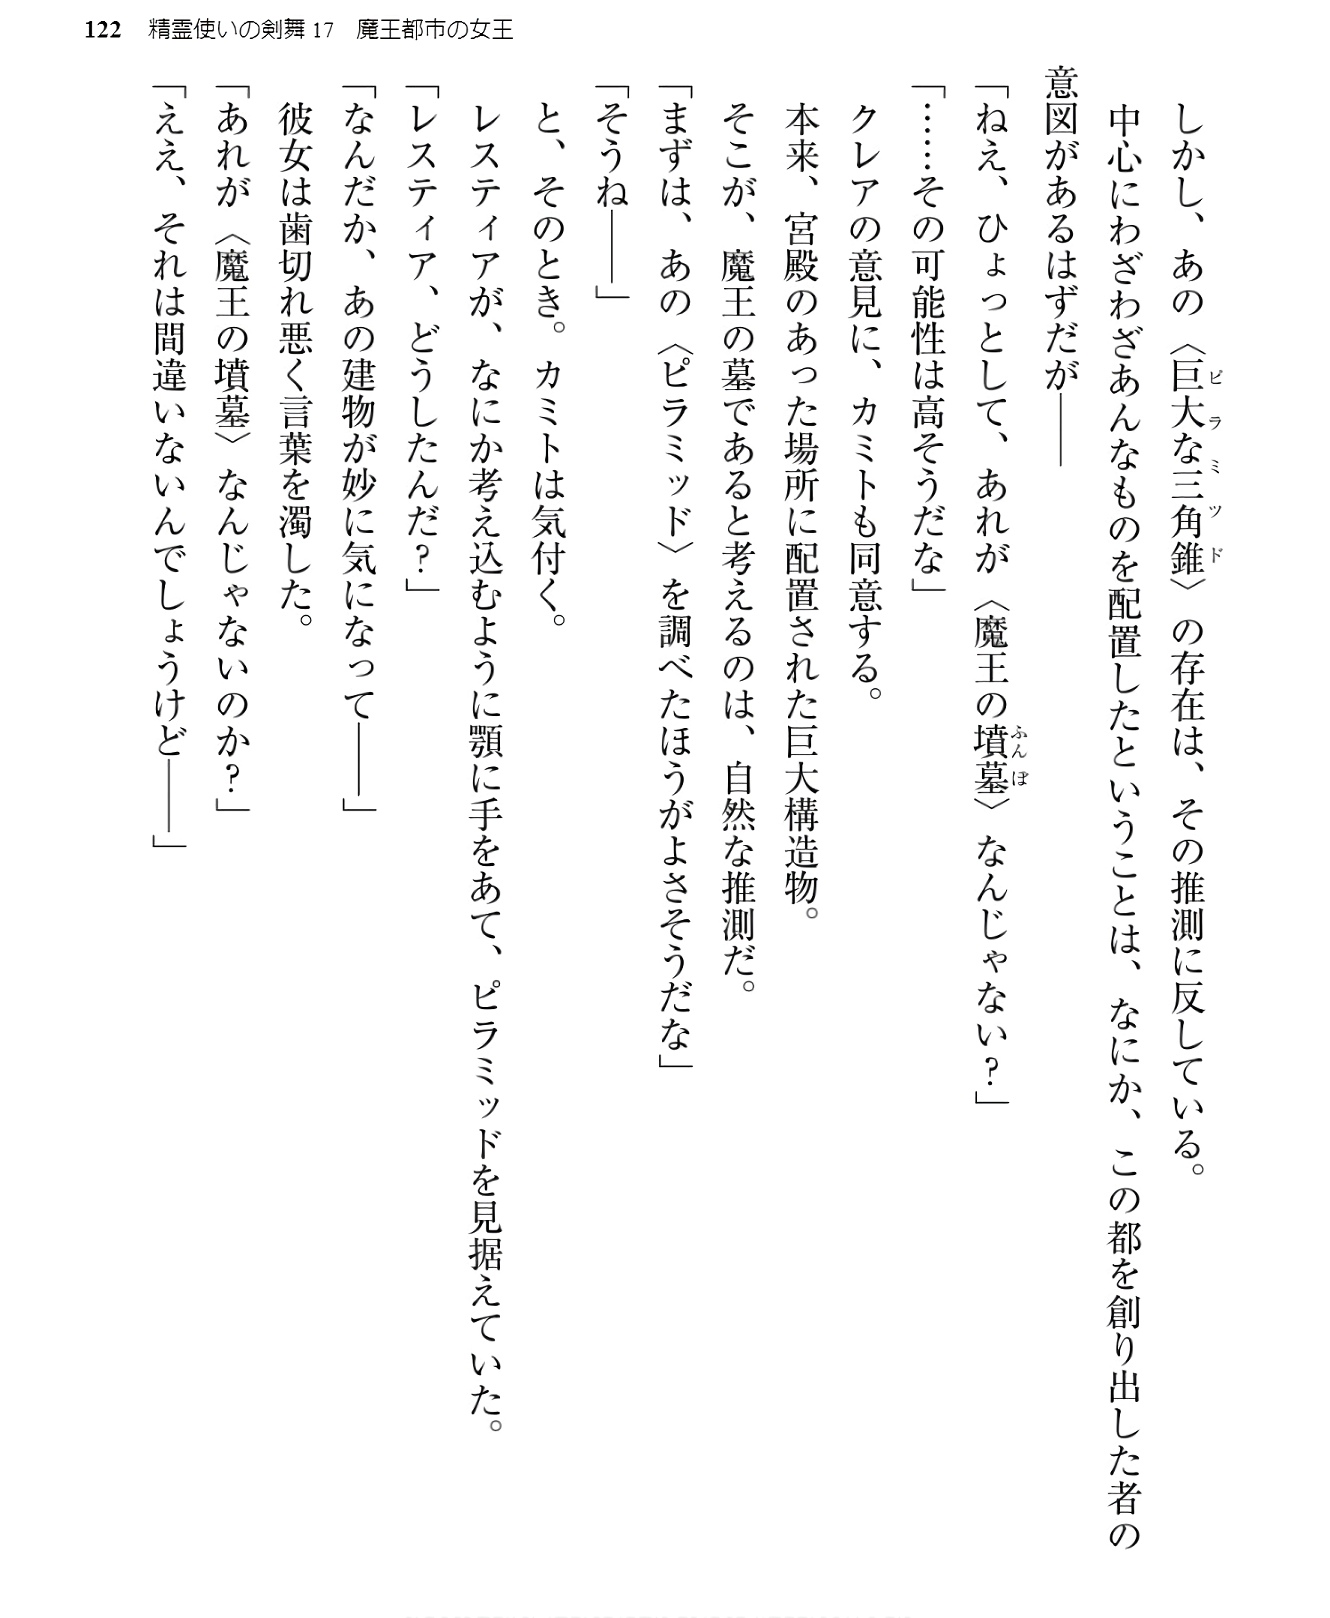 122 精霊使いの剣舞17 魔王都市の女王
しかし、あの〈巨大な三角錐〉の存在は、その推測に反している。
ピラミッド
中心にわざわざあんなものを配置したということは、なにか、この都を創り出した者の
意図があるはずだが――
「ねえ、ひょっとして、あれが〈魔王の墳墓〉なんじゃない?」
ふんぼ
「……その可能性は高そうだな」
クレアの意見に、カミトも同意する。
本来、宮殿のあった場所に配置された巨大構造物。
そこが、魔王の墓であると考えるのは、自然な推測だ。
「まずは、あの〈ピラミッド〉を調べたほうがよさそうだな」
「そうね――」
と、そのとき。カミトは気付く。
レスティアが、なにか考え込むように顎に手をあて、ピラミッドを見据えていた。
「レスティア、どうしたんだ?」
「なんだか、あの建物が妙に気になって――」
彼女は歯切れ悪く言葉を濁した。
「あれが〈魔王の墳墓〉なんじゃないのか?」
「ええ、それは間違いないんでしょうけど――」